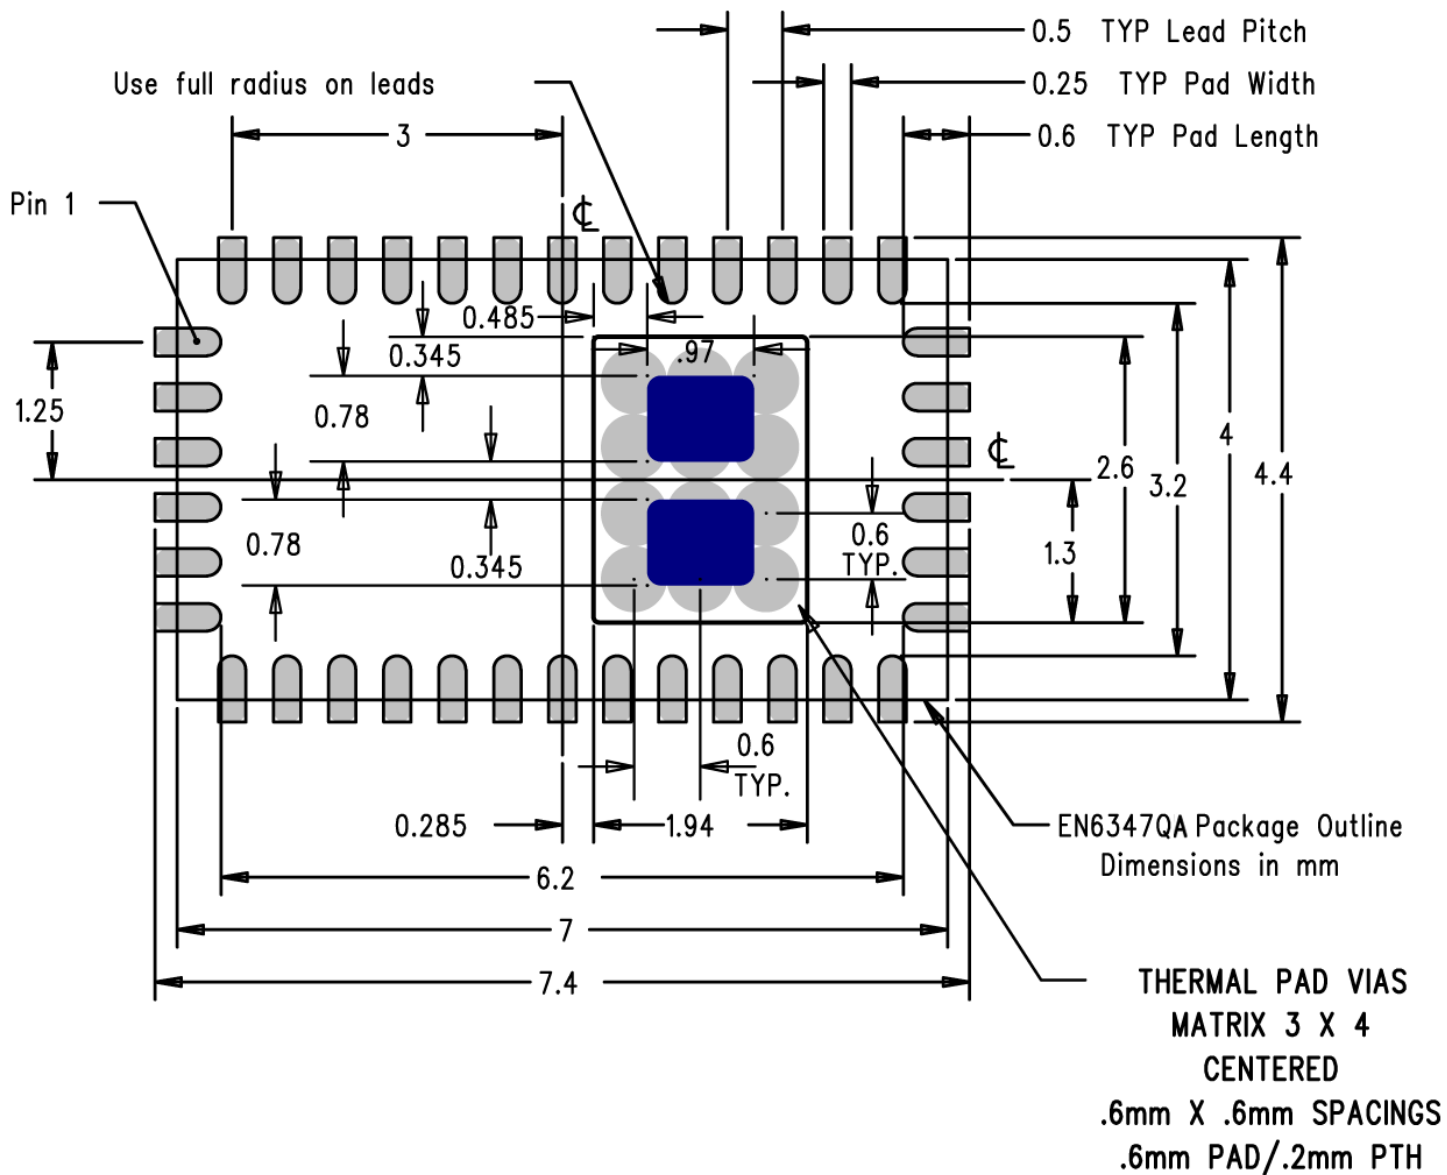 0.5 TYP Lead Pitch
Use full radius on leads
0.25 TYP Pad Width
3
0.6 TYP Pad Length
Pin 1
℄
0.485
0.345
.97
1.25
0.78
4
℄
2.6
3.2
4.4
0.78
0.345
0.6
TYP.
1.3
0.6
TYP.
0.285
1.94
EN6347QA Package Outline
Dimensions in mm
6.2
7
7.4
THERMAL PAD VIAS
MATRIX 3 X 4
CENTERED
.6mm X .6mm SPACINGS
.6mm PAD/.2mm PTH